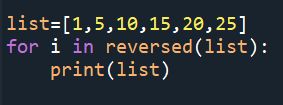 list=[1,5,10,15,20,25]
for i in reversed(list):
    print(list)